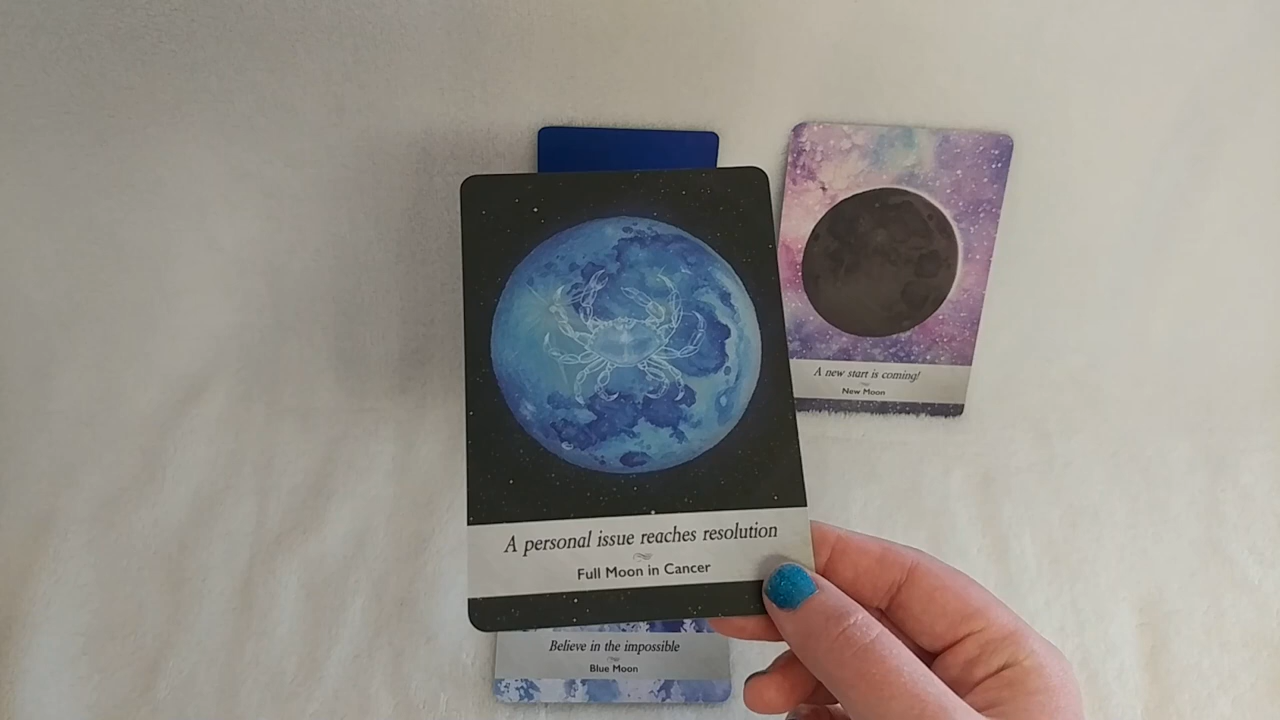 A personal issue reaches resolution
Full Moon in Cancer
A new start is coming!
New Moon
Believe in the impossible
Blue Moon